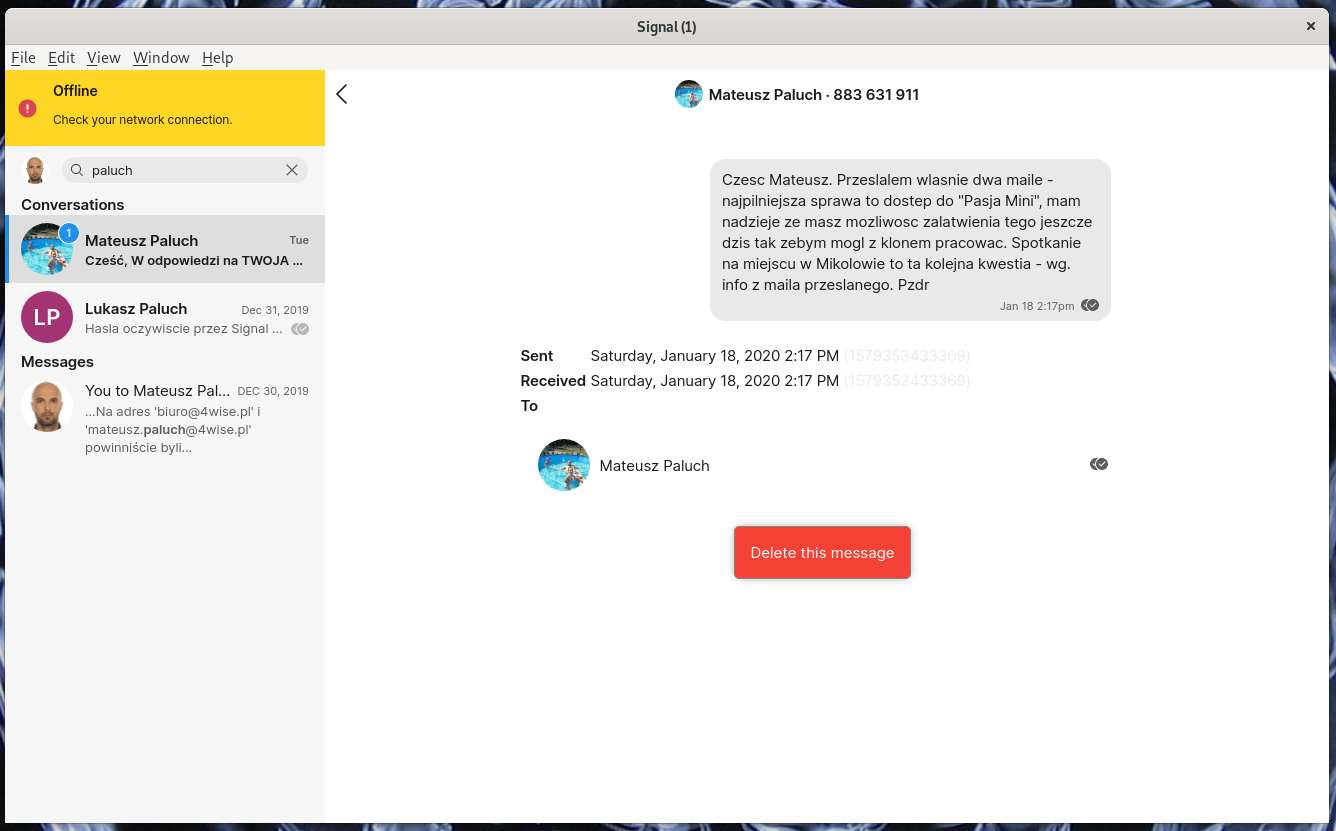 Signal (1)
File Edit View Window Help
Offline
Check your network connection.
paluch
Conversations
1
Mateusz Paluch Tue
Cześć, W odpowiedzi na TWOJA ...
LP
Lukasz Paluch Dec 31, 2019
Hasla oczywiscie przez Signal ...
Messages
You to Mateusz Pal... DEC 30, 2019
...Na adres 'biuro@4wise.pl' i
'mateusz.paluch@4wise.pl'
powinniście byli...
Mateusz Paluch · 883 631 911
Czesc Mateusz. Przeslalem wlasnie dwa maile -
najpilniejsza sprawa to dostep do "Pasja Mini", mam
nadzieje ze masz mozliwosc zalatwienia tego jeszcze
dzis tak zebym mogl z klonem pracowac. Spotkanie
na miejscu w Mikolowie to ta kolejna kwestia - wg.
info z maila przeslanego. Pzdr
Jan 18 2:17pm
Sent Saturday, January 18, 2020 2:17 PM (1579353433369)
Received Saturday, January 18, 2020 2:17 PM (1579353433369)
To
Mateusz Paluch
Delete this message